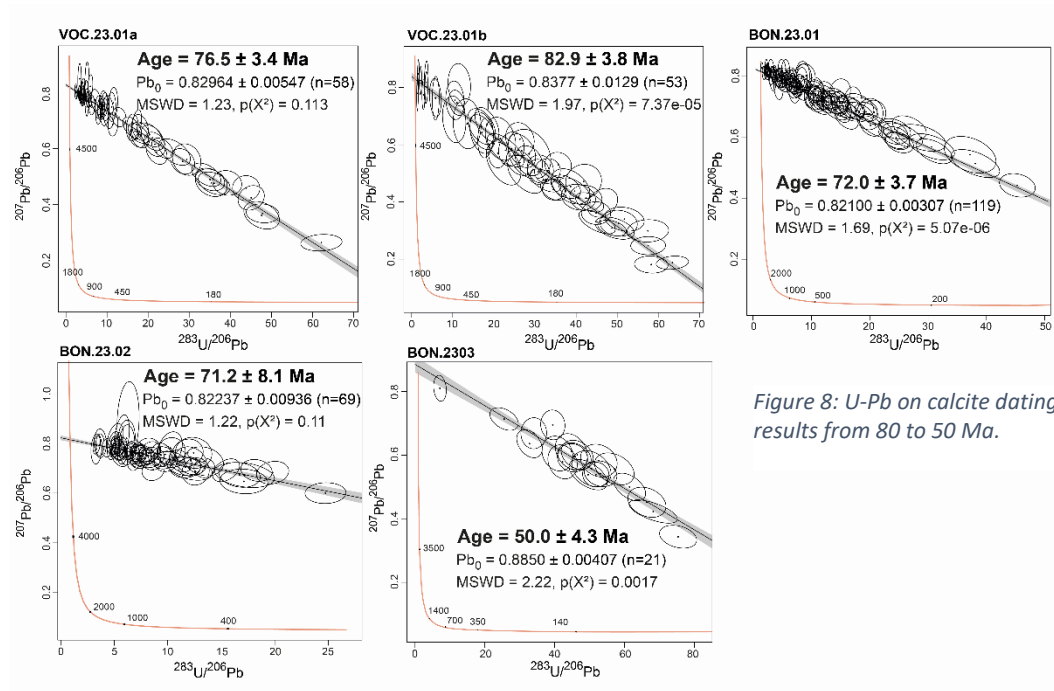 VOC.23.01a
Age = 76.5 ± 3.4 Ma
Pb₀ = 0.82964 ± 0.00547 (n=58)
MSWD = 1.23, p(X²) = 0.113
0.8
0.6
0.4
0.2
²⁰⁷Pb/²⁰⁶Pb
4500
1800
900
450
180
0 10 20 30 40 50 60 70
²⁸³U/²⁰⁶Pb
VOC.23.01b
Age = 82.9 ± 3.8 Ma
Pb₀ = 0.8377 ± 0.0129 (n=53)
MSWD = 1.97, p(X²) = 7.37e-05
0.8
0.6
0.4
0.2
²⁰⁷Pb/²⁰⁶Pb
4500
1800
900
450
180
0 10 20 30 40 50 60 70
²⁸³U/²⁰⁶Pb
BON.23.01
0.8
0.6
0.4
0.2
²⁰⁷Pb/²⁰⁶Pb
Age = 72.0 ± 3.7 Ma
Pb₀ = 0.82100 ± 0.00307 (n=119)
MSWD = 1.69, p(X²) = 5.07e-06
2000
1000
500
200
0 10 20 30 40 50
²⁸³U/²⁰⁶Pb
BON.23.02
Age = 71.2 ± 8.1 Ma
Pb₀ = 0.82237 ± 0.00936 (n=69)
MSWD = 1.22, p(X²) = 0.11
1.0
0.8
0.6
0.4
0.2
²⁰⁷Pb/²⁰⁶Pb
4000
2000
1000
400
0 5 10 15 20 25
²⁸³U/²⁰⁶Pb
BON.2303
0.8
0.6
0.4
0.2
²⁰⁷Pb/²⁰⁶Pb
Age = 50.0 ± 4.3 Ma
Pb₀ = 0.8850 ± 0.00407 (n=21)
MSWD = 2.22, p(X²) = 0.0017
3500
1400
700
350
140
0 20 40 60 80
²⁸³U/²⁰⁶Pb
Figure 8: U-Pb on calcite dating
results from 80 to 50 Ma.